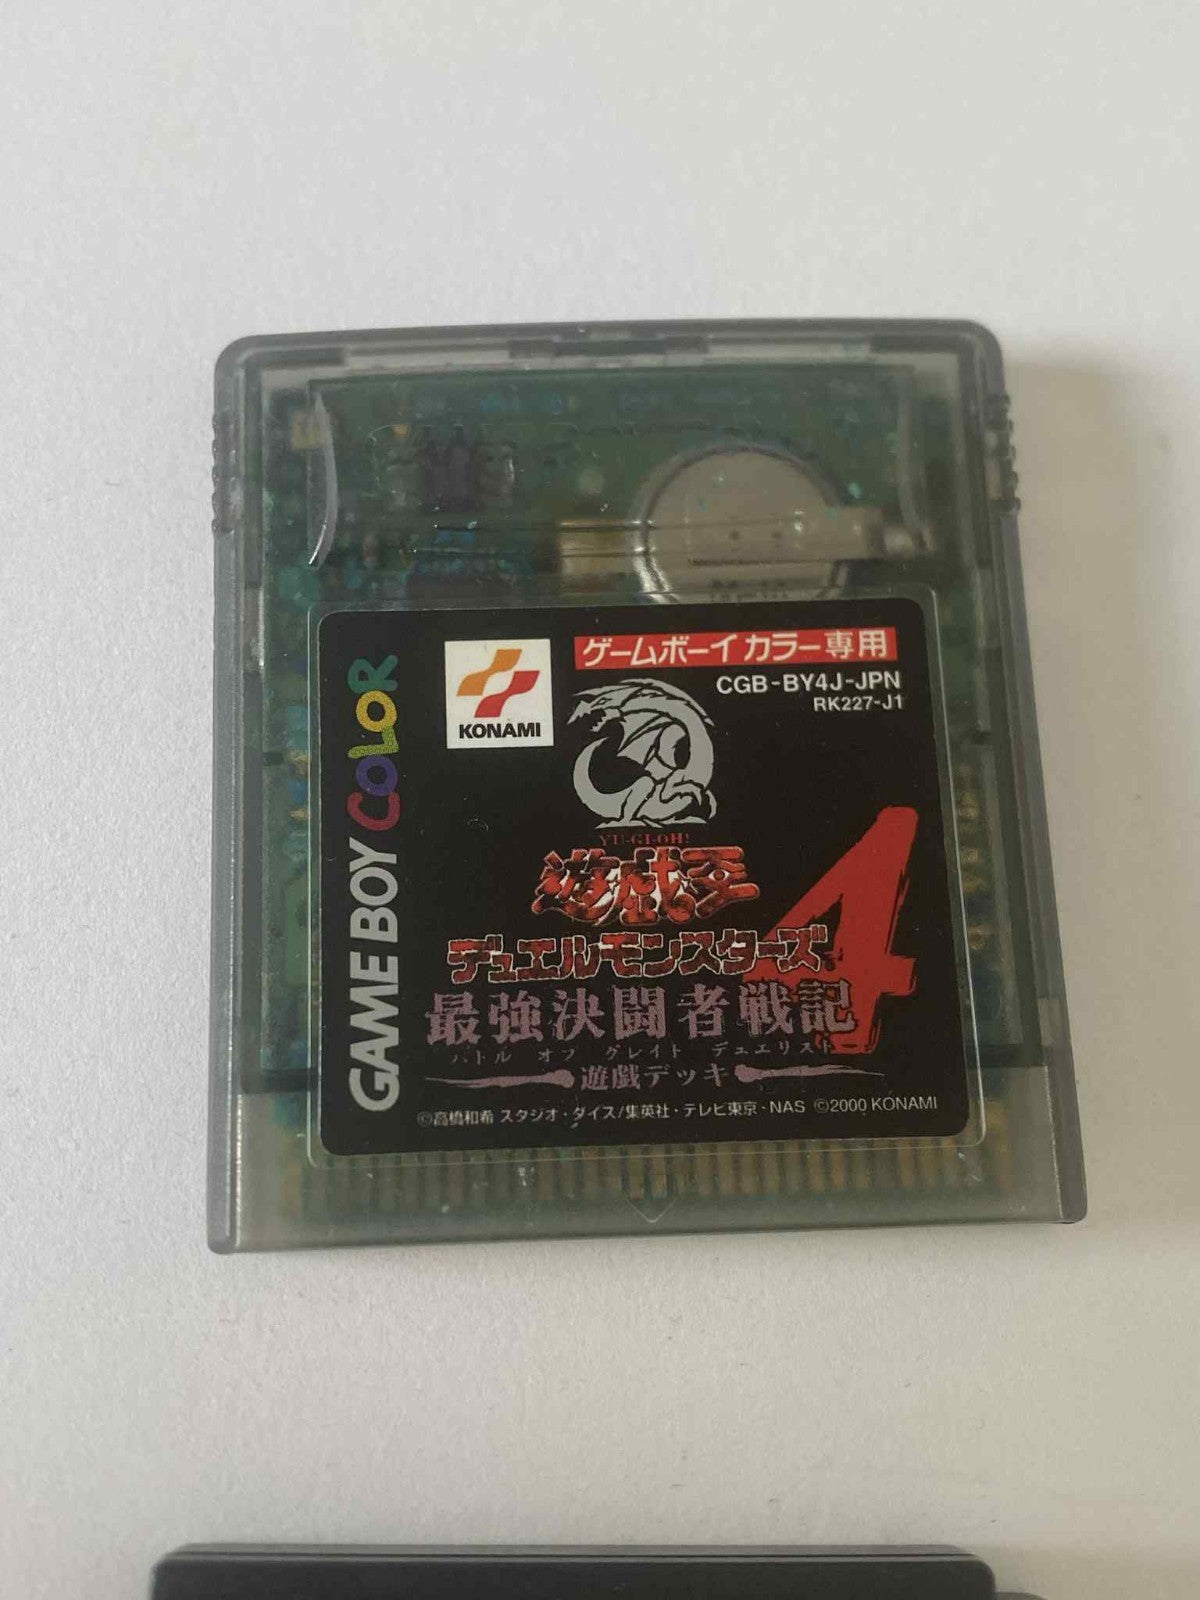 GAME BOY COLOR
KONAMI
ゲームボーイカラー専用
CGB-BY4J-JPN
RK227-J1
YU-GI-OH!
遊戯王
デュエルモンスターズ 4
最強決闘者戦記
バトル オブ グレイト デュエリスト
遊戯デッキ
©高橋和希 スタジオ・ダイス/集英社・テレビ東京・NAS ©2000 KONAMI